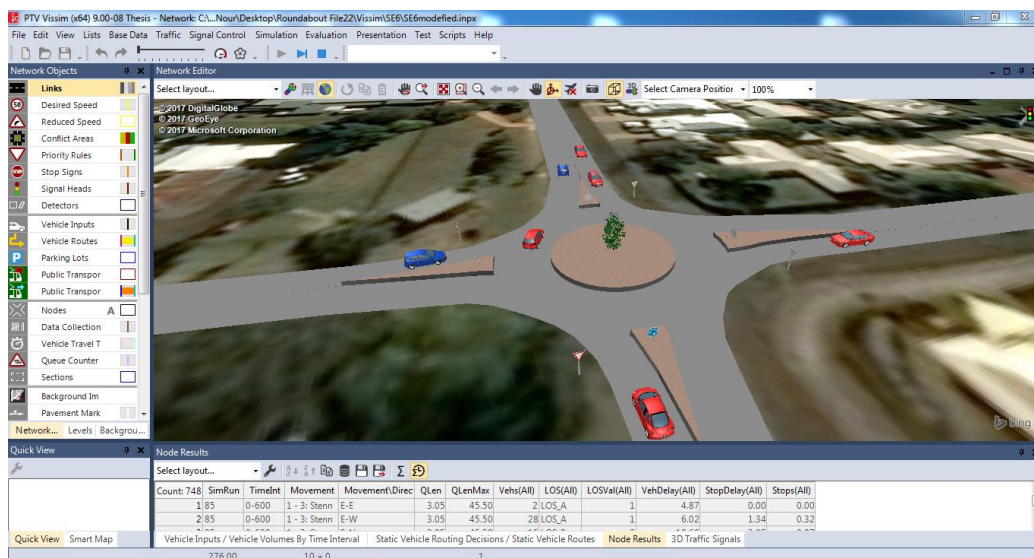 PTV Vissim (x64) 9.00-08 Thesis - Network: C:\...Nour\Desktop\Roundabout File22\Vissim\SE6\SE6modefied.inpx
File Edit View Lists Base Data Traffic Signal Control Simulation Evaluation Presentation Test Scripts Help
Network Objects
Network Editor
Select layout...
Select Camera Position
100%
Links
Desired Speed
Reduced Speed
Conflict Areas
Priority Rules
Stop Signs
Signal Heads
Detectors
Vehicle Inputs
Vehicle Routes
Parking Lots
Public Transpor
Public Transpor
Nodes A
Data Collection
Vehicle Travel T
Queue Counter
Sections
Background Im
Pavement Mark
Network... Levels Backgrou...
© 2017 DigitalGlobe
© 2017 GeoEye
© 2017 Microsoft Corporation
bing
Quick View
Quick View Smart Map
Node Results
Select layout...
Count: 748 SimRun TimeInt Movement Movement\Direc QLen QLenMax Vehs(All) LOS(All) LOSVal(All) VehDelay(All) StopDelay(All) Stops(All)
1 85 0-600 1 - 3: Stenn E-E 3.05 45.50 2 LOS_A 1 4.87 0.00 0.00
2 85 0-600 1 - 3: Stenn E-W 3.05 45.50 28 LOS_A 1 6.02 1.34 0.32
Vehicle Inputs / Vehicle Volumes By Time Interval Static Vehicle Routing Decisions / Static Vehicle Routes Node Results 3D Traffic Signals
276.00 10 + 0 1